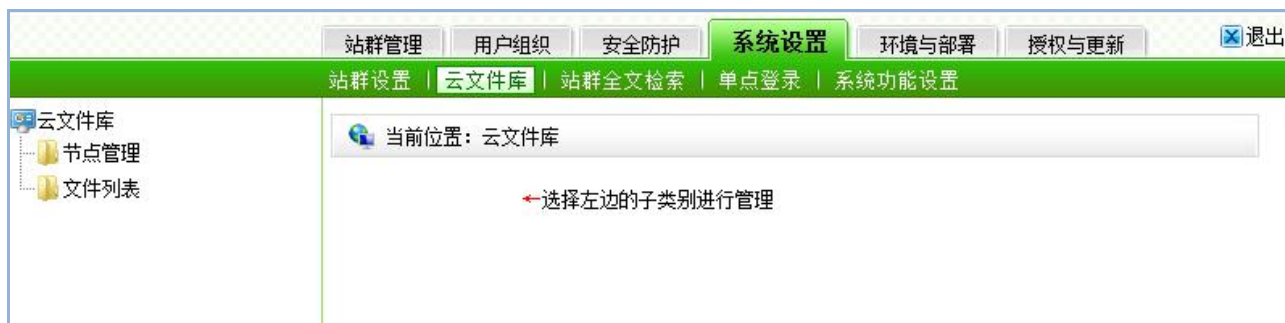 站群管理 用户组织 安全防护 系统设置 环境与部署 授权与更新 退出
站群设置 | 云文件库 | 站群全文检索 | 单点登录 | 系统功能设置
云文件库
节点管理
文件列表
当前位置：云文件库
←选择左边的子类别进行管理